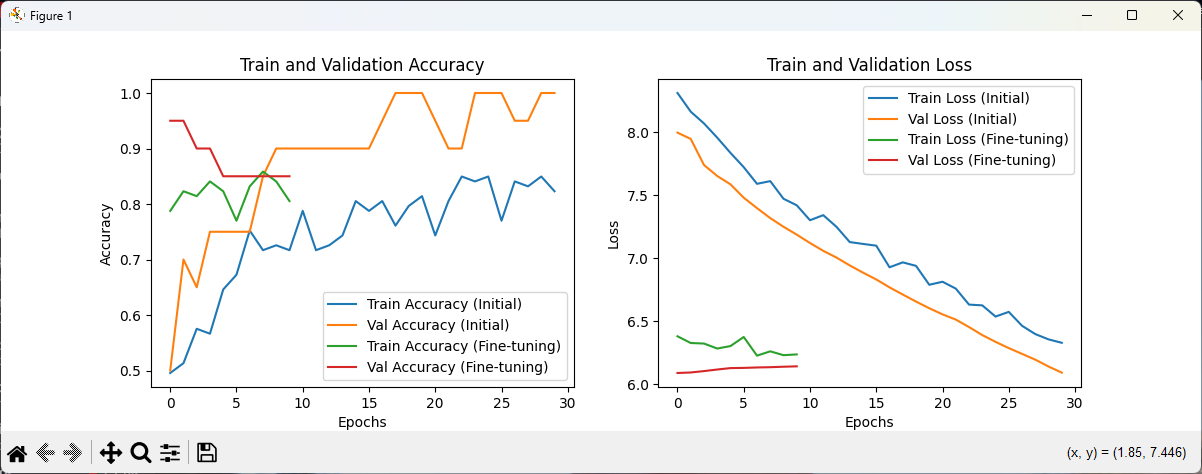 Figure 1
Train and Validation Accuracy
Accuracy
1.0
0.9
0.8
0.7
0.6
0.5
Train Accuracy (Initial)
Val Accuracy (Initial)
Train Accuracy (Fine-tuning)
Val Accuracy (Fine-tuning)
0 5 10 15 20 25 30
Epochs
Train and Validation Loss
Loss
8.0
7.5
7.0
6.5
6.0
Train Loss (Initial)
Val Loss (Initial)
Train Loss (Fine-tuning)
Val Loss (Fine-tuning)
0 5 10 15 20 25 30
Epochs
(x, y) = (1.85, 7.446)